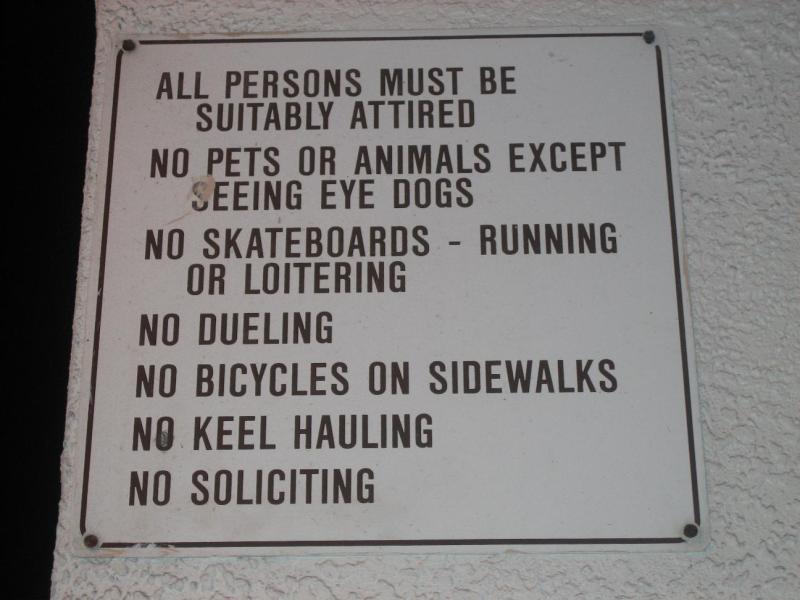 ALL PERSONS MUST BE
SUITABLY ATTIRED
NO PETS OR ANIMALS EXCEPT
SEEING EYE DOGS
NO SKATEBOARDS - RUNNING
OR LOITERING
NO DUELING
NO BICYCLES ON SIDEWALKS
NO KEEL HAULING
NO SOLICITING